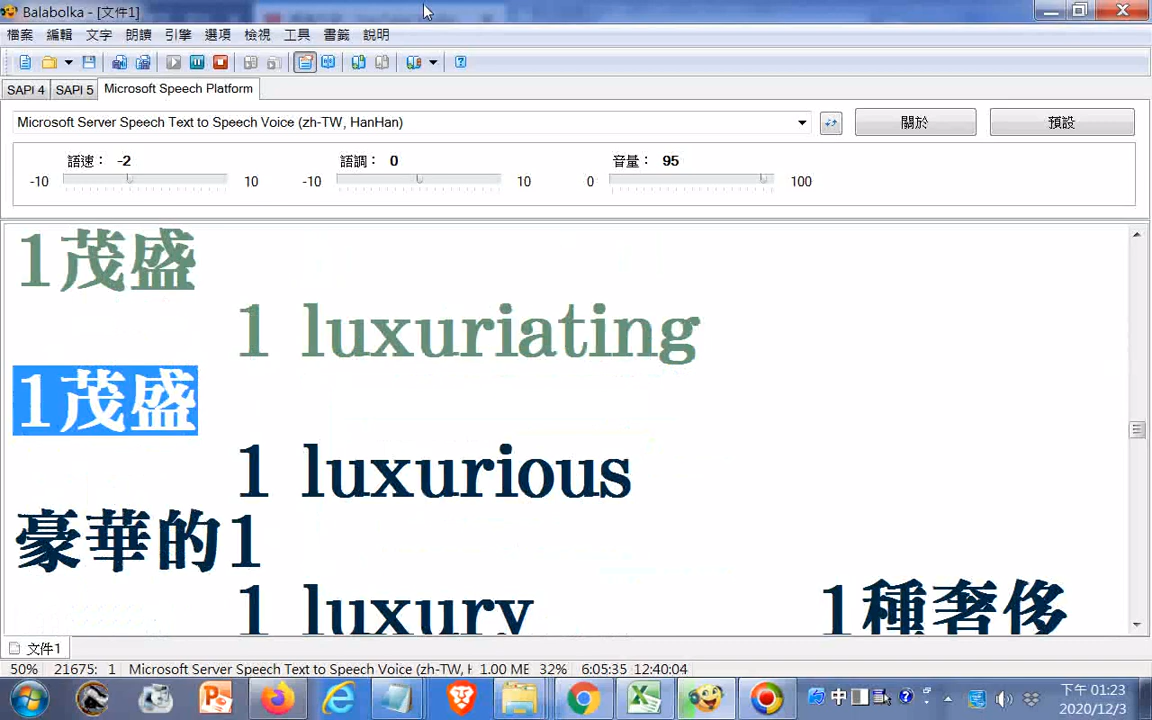 Balabolka - [文件1]
檔案 編輯 文字 朗讀 引擎 選項 檢視 工具 書籤 說明
SAPI 4 SAPI 5 Microsoft Speech Platform
Microsoft Server Speech Text to Speech Voice (zh-TW, HanHan) 關於 預設
語速： -2 語調： 0 音量： 95
-10 10 -10 10 0 100
1茂盛
1 luxuriating
1茂盛
1 luxurious
豪華的1
1 luxury 1種奢侈
文件1
50% 21675: 1 Microsoft Server Speech Text to Speech Voice (zh-TW, 1.00 ME 32% 6:05:35 12:40:04
中 下午 01:23
2020/12/3